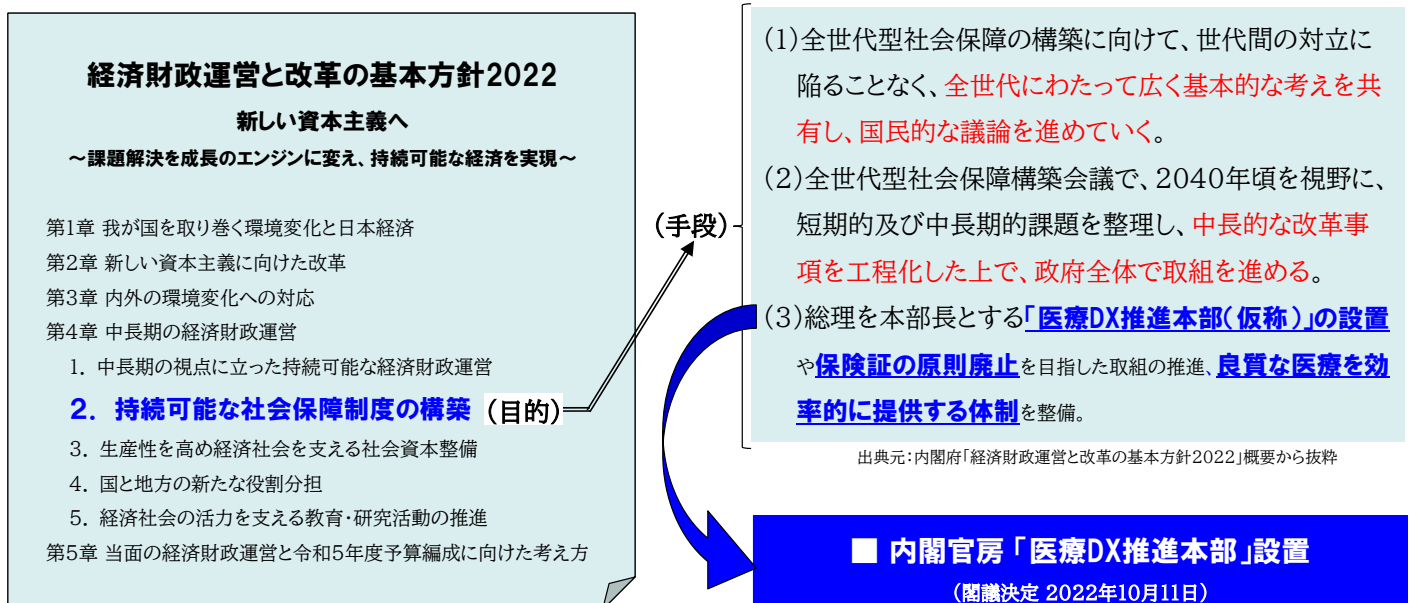 経済財政運営と改革の基本方針2022
新しい資本主義へ
~課題解決を成長のエンジンに変え、持続可能な経済を実現~
第1章 我が国を取り巻く環境変化と日本経済
第2章 新しい資本主義に向けた改革
第3章 内外の環境変化への対応
第4章 中長期の経済財政運営
1. 中長期の視点に立った持続可能な経済財政運営
2. 持続可能な社会保障制度の構築 (目的)
3. 生産性を高め経済社会を支える社会資本整備
4. 国と地方の新たな役割分担
5. 経済社会の活力を支える教育・研究活動の推進
第5章 当面の経済財政運営と令和5年度予算編成に向けた考え方
(手段)
(1)全世代型社会保障の構築に向けて、世代間の対立に
陥ることなく、全世代にわたって広く基本的な考えを共
有し、国民的な議論を進めていく。
(2)全世代型社会保障構築会議で、2040年頃を視野に、
短期的及び中長期的課題を整理し、中長的な改革事
項を工程化した上で、政府全体で取組を進める。
(3)総理を本部長とする「医療DX推進本部(仮称)」の設置
や保険証の原則廃止を目指した取組の推進、良質な医療を効
率的に提供する体制を整備。
出典元:内閣府「経済財政運営と改革の基本方針2022」概要から抜粋
■ 内閣官房「医療DX推進本部」設置
(閣議決定 2022年10月11日)